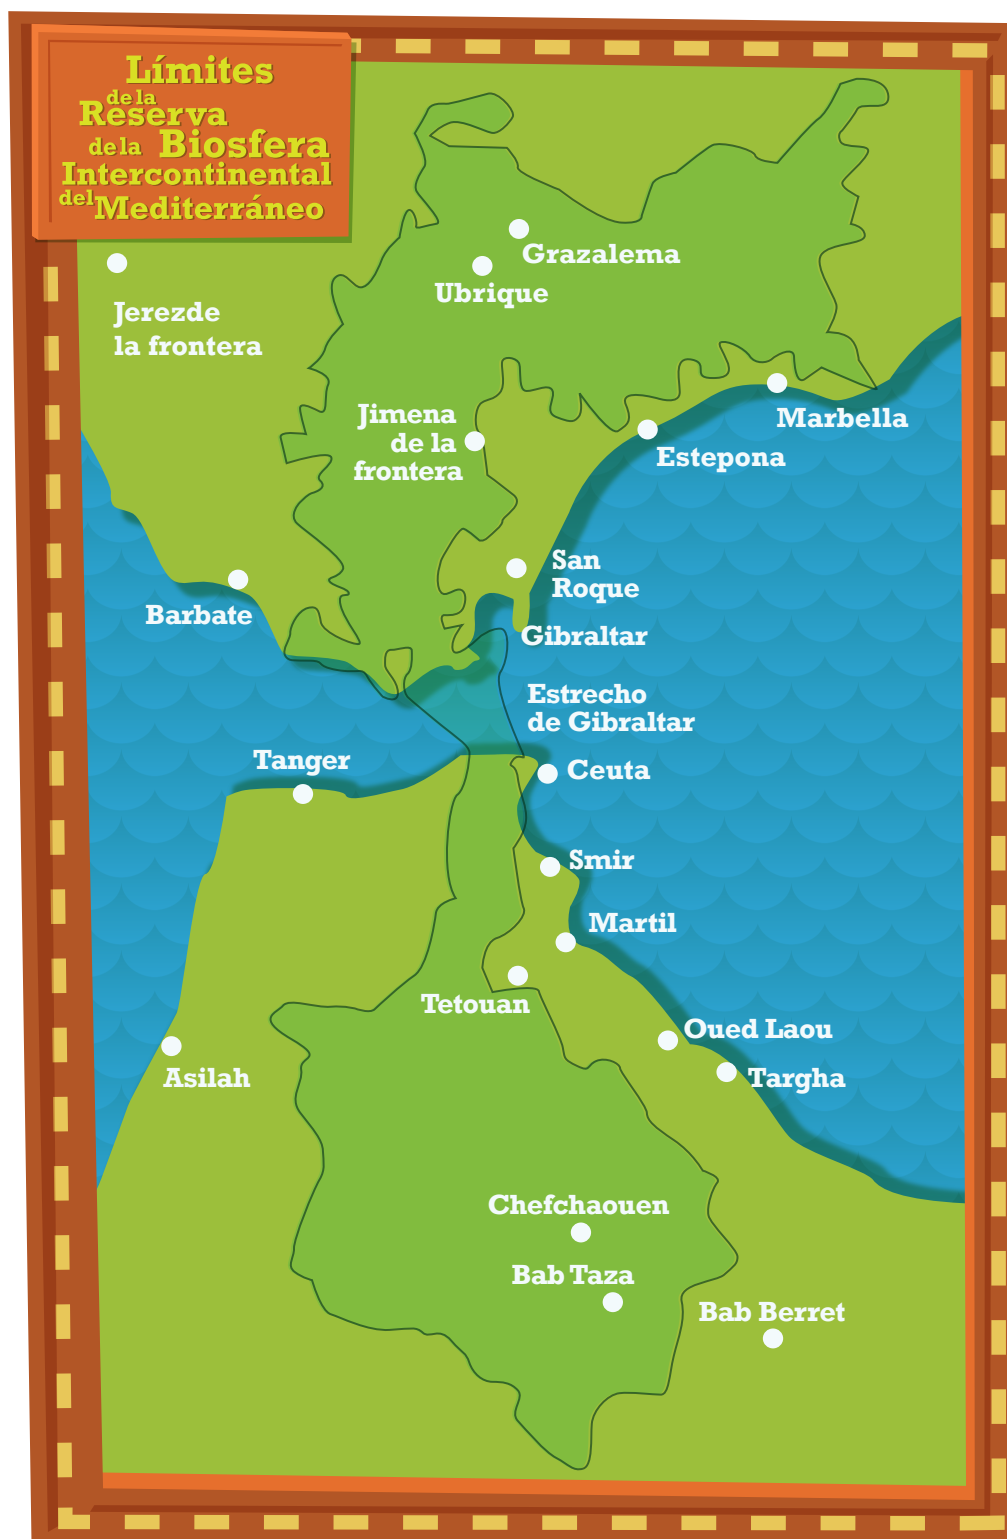 Límites
de la
Reserva
de la Biosfera
Intercontinental
del Mediterráneo
Grazalema
Ubrique
Jerezde
la frontera
Jimena
de la
frontera
Marbella
Estepona
San
Roque
Barbate
Gibraltar
Estrecho
de Gibraltar
Tanger
Ceuta
Smir
Martil
Tetouan
Oued Laou
Asilah
Targha
Chefchaouen
Bab Taza
Bab Berret